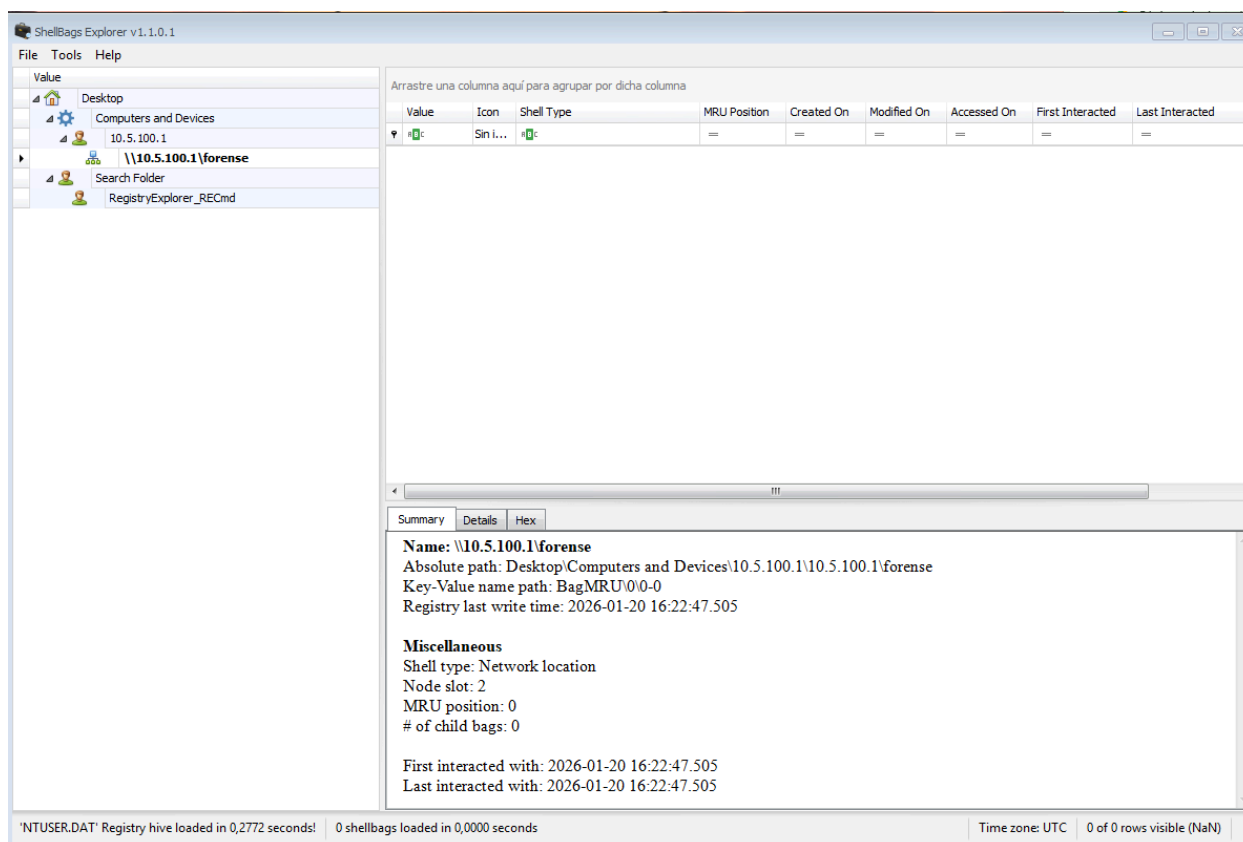 ShellBags Explorer v1.1.0.1
File Tools Help
Value
Desktop
Computers and Devices
10.5.100.1
\\10.5.100.1\forense
Search Folder
RegistryExplorer_RECmd
Arrastre una columna aquí para agrupar por dicha columna
Value Icon Shell Type MRU Position Created On Modified On Accessed On First Interacted Last Interacted
Sin i... = = = = = =
Summary Details Hex
Name: \\10.5.100.1\forense
Absolute path: Desktop\Computers and Devices\10.5.100.1\10.5.100.1\forense
Key-Value name path: BagMRU\0\0-0
Registry last write time: 2026-01-20 16:22:47.505
Miscellaneous
Shell type: Network location
Node slot: 2
MRU position: 0
# of child bags: 0
First interacted with: 2026-01-20 16:22:47.505
Last interacted with: 2026-01-20 16:22:47.505
'NTUSER.DAT' Registry hive loaded in 0,2772 seconds! 0 shellbags loaded in 0,0000 seconds Time zone: UTC 0 of 0 rows visible (NaN)